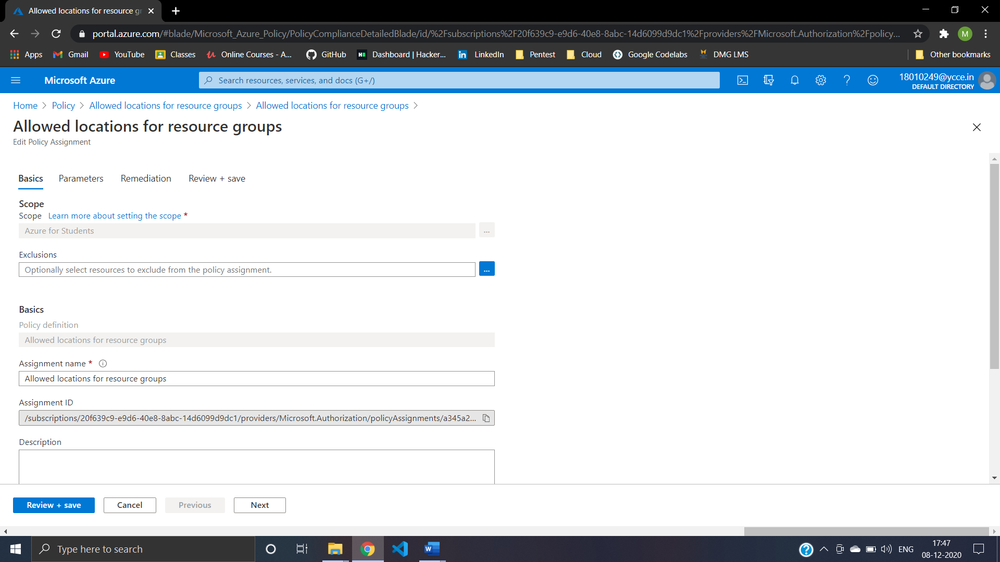 Allowed locations for resource gr
portal.azure.com/#blade/Microsoft_Azure_Policy/PolicyComplianceDetailedBlade/id/%2Fsubscriptions%2F20f639c9-e9d6-40e8-8abc-14d6099d9dc1%2Fproviders%2FMicrosoft.Authorization%2Fpolicy...
M
Apps Gmail YouTube Classes Online Courses - A... GitHub Dashboard | Hacker... LinkedIn Pentest Cloud Google Codelabs DMG LMS Other bookmarks
Microsoft Azure
Search resources, services, and docs (G+/)
18010249@ycce.in
DEFAULT DIRECTORY
Home > Policy > Allowed locations for resource groups > Allowed locations for resource groups >
Allowed locations for resource groups
Edit Policy Assignment
Basics Parameters Remediation Review + save
Scope
Scope Learn more about setting the scope *
Azure for Students
...
Exclusions
Optionally select resources to exclude from the policy assignment.
...
Basics
Policy definition
Allowed locations for resource groups
Assignment name *
Allowed locations for resource groups
Assignment ID
/subscriptions/20f639c9-e9d6-40e8-8abc-14d6099d9dc1/providers/Microsoft.Authorization/policyAssignments/a345a2...
Description
Review + save Cancel Previous Next
Type here to search
ENG
17:47
08-12-2020